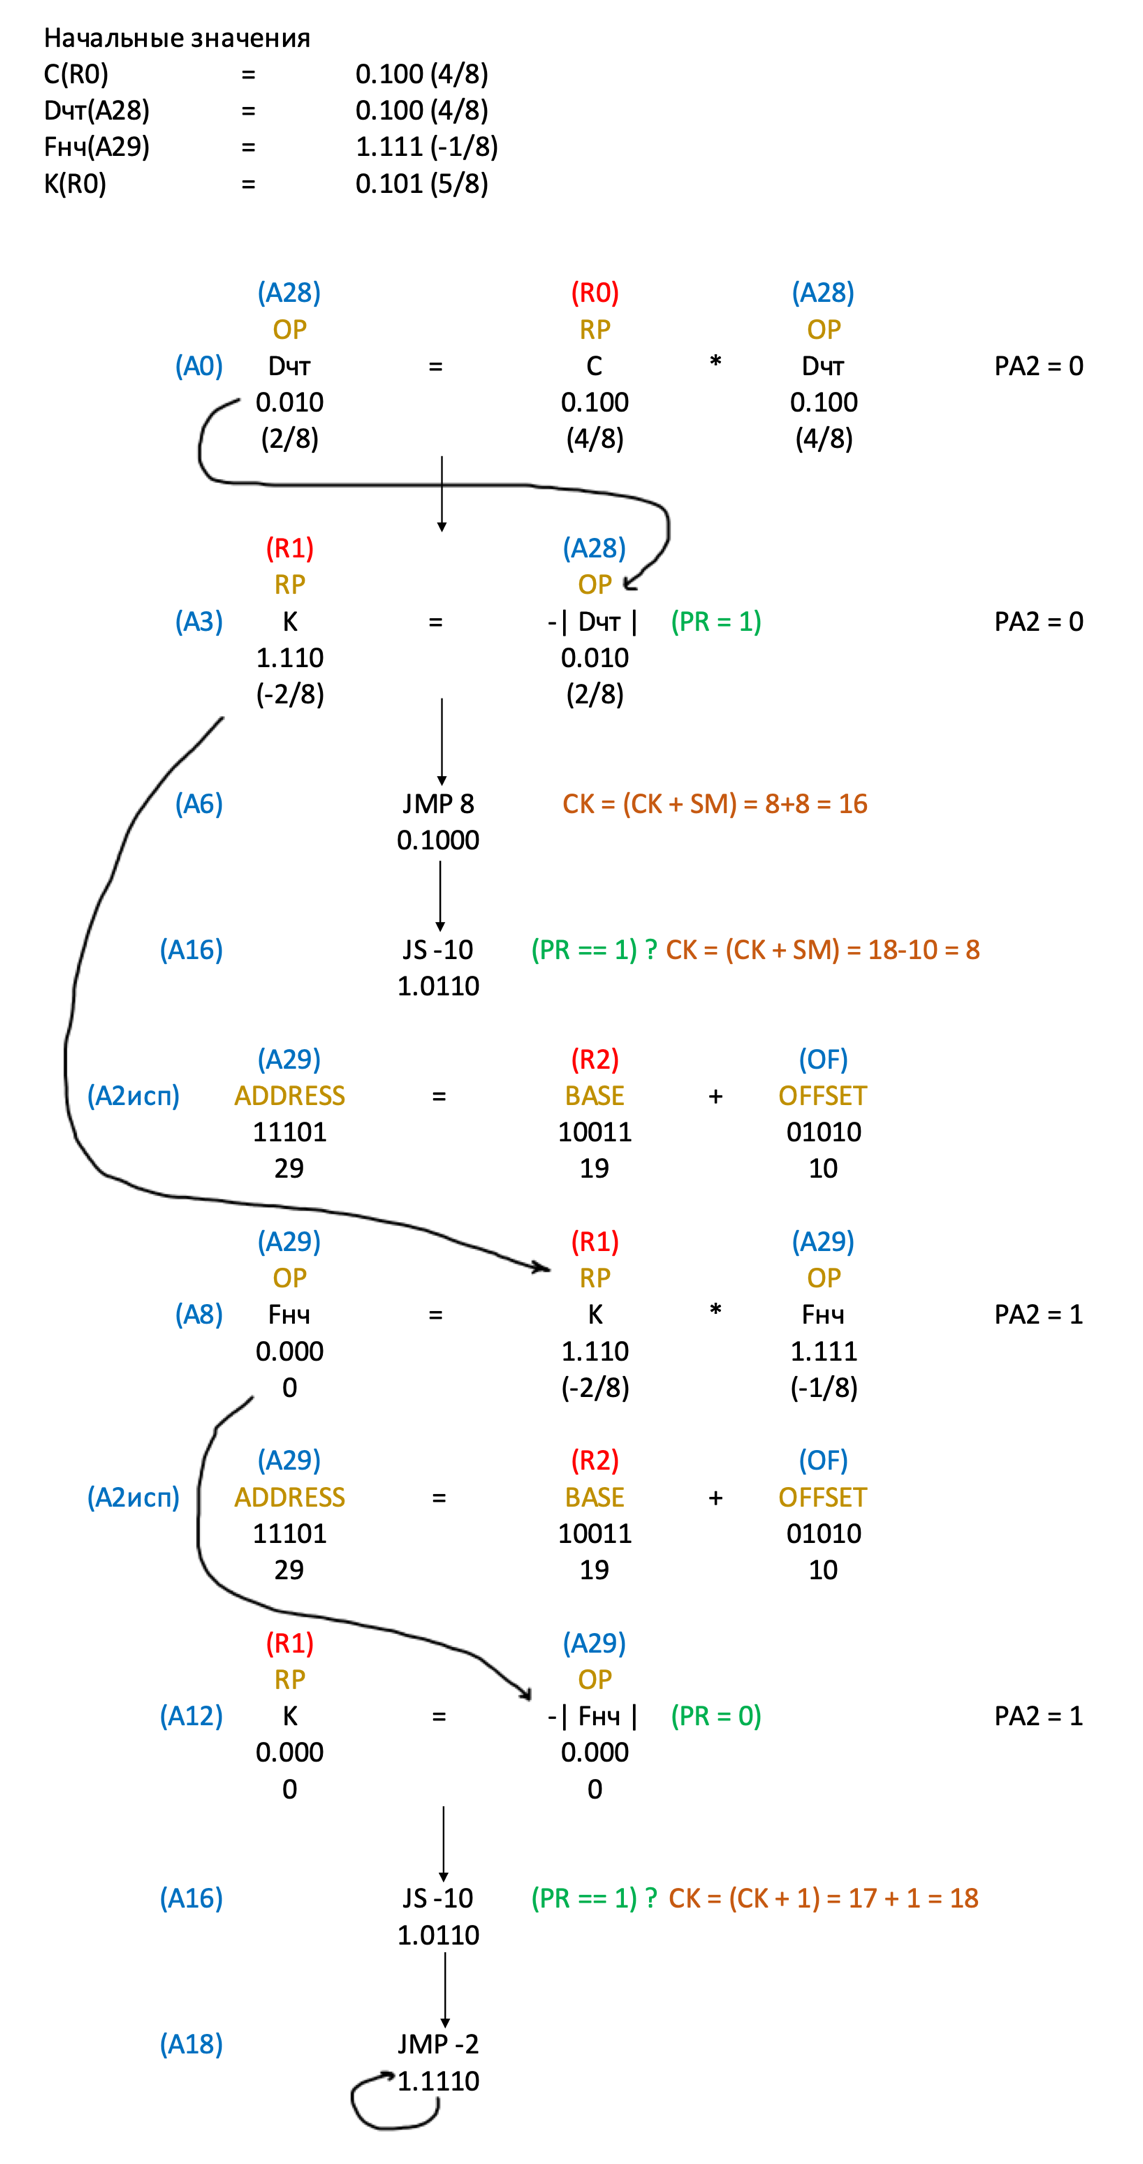 Начальные значения
C(R0) = 0.100 (4/8)
Dчт(A28) = 0.100 (4/8)
Fнч(A29) = 1.111 (-1/8)
K(R0) = 0.101 (5/8)
(A28) (R0) (A28)
OP RP OP
(A0) Dчт = C * Dчт PA2 = 0
0.010 0.100 0.100
(2/8) (4/8) (4/8)
(R1) (A28)
RP OP
(A3) K = -| Dчт | (PR = 1) PA2 = 0
1.110 0.010
(-2/8) (2/8)
(A6) JMP 8 CK = (CK + SM) = 8+8 = 16
0.1000
(A16) JS -10 (PR == 1) ? CK = (CK + SM) = 18-10 = 8
1.0110
(A29) (R2) (OF)
(A2исп) ADDRESS = BASE + OFFSET
11101 10011 01010
29 19 10
(A29) (R1) (A29)
OP RP OP
(A8) Fнч = K * Fнч PA2 = 1
0.000 1.110 1.111
0 (-2/8) (-1/8)
(A29) (R2) (OF)
(A2исп) ADDRESS = BASE + OFFSET
11101 10011 01010
29 19 10
(R1) (A29)
RP OP
(A12) K = -| Fнч | (PR = 0) PA2 = 1
0.000 0.000
0 0
(A16) JS -10 (PR == 1) ? CK = (CK + 1) = 17 + 1 = 18
1.0110
(A18) JMP -2
1.1110